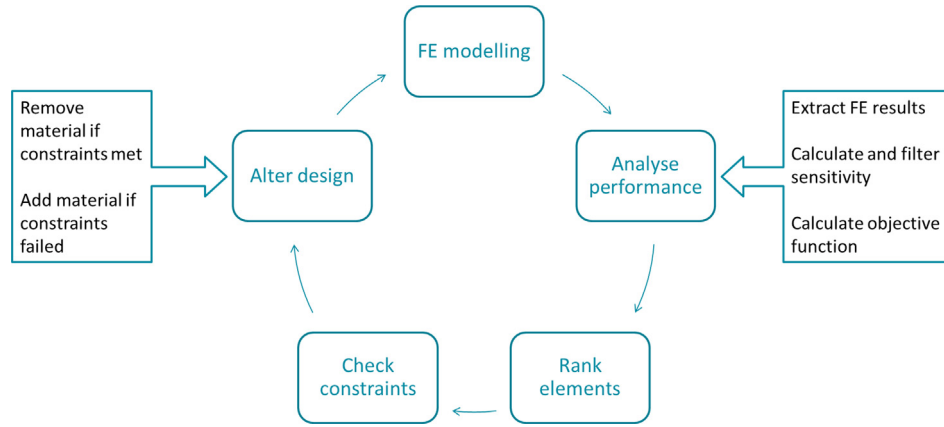 FE modelling
Remove
material if
constraints met
Add material if
constraints
failed
Alter design
Analyse
performance
Extract FE results
Calculate and filter
sensitivity
Calculate objective
function
Check
constraints
Rank
elements